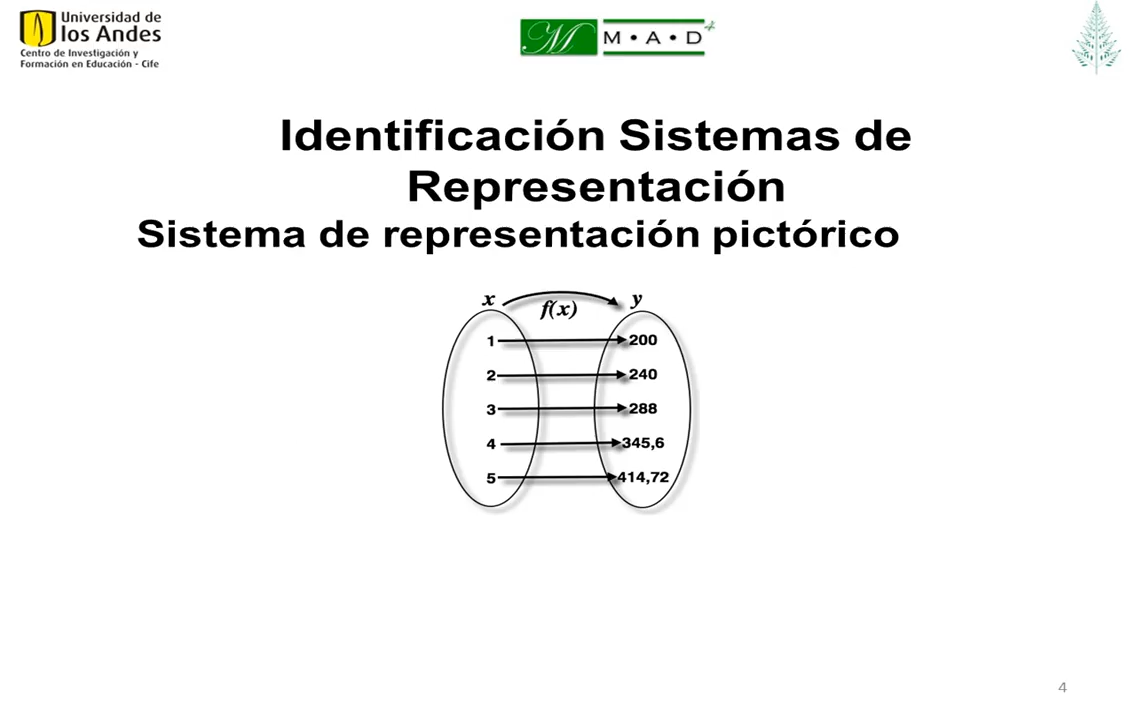 Universidad de
los Andes
Centro de Investigación y
Formación en Educación - Cife
M M•A•D+
Identificación Sistemas de
Representación
Sistema de representación pictórico
x f(x) y
1 200
2 240
3 288
4 345,6
5 414,72
4